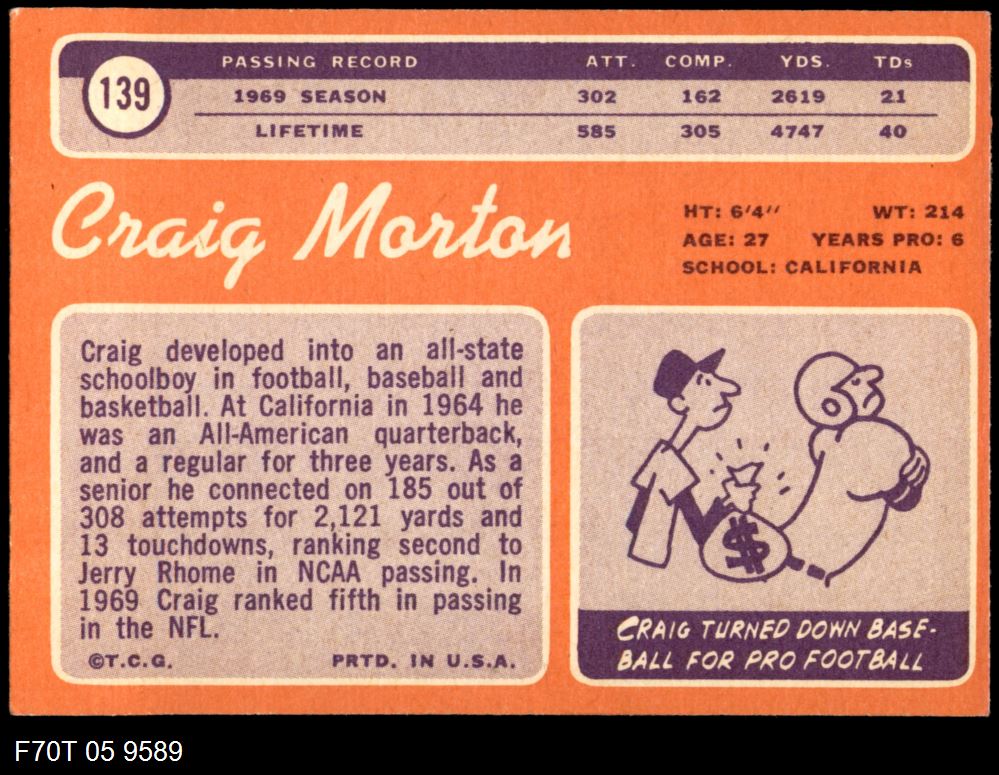 139
PASSING RECORD ATT. COMP. YDS. TDs
1969 SEASON 302 162 2619 21
LIFETIME 585 305 4747 40
Craig Morton
HT: 6'4" WT: 214
AGE: 27 YEARS PRO: 6
SCHOOL: CALIFORNIA
Craig developed into an all-state
schoolboy in football, baseball and
basketball. At California in 1964 he
was an All-American quarterback,
and a regular for three years. As a
senior he connected on 185 out of
308 attempts for 2,121 yards and
13 touchdowns, ranking second to
Jerry Rhome in NCAA passing. In
1969 Craig ranked fifth in passing
in the NFL.
©T.C.G. PRTD. IN U.S.A.
$
CRAIG TURNED DOWN BASE-
BALL FOR PRO FOOTBALL
F70T 05 9589